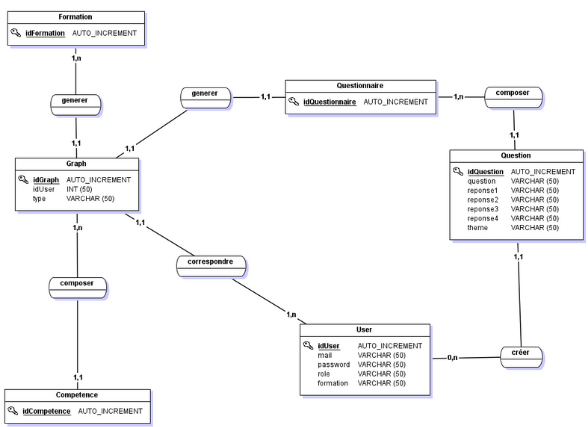 Formation
idFormation AUTO_INCREMENT
1,n
generer
1,1
generer
1,1
1,1
Questionnaire
idQuestionnaire AUTO_INCREMENT
1,n
composer
1,1
Graph
idGraph AUTO_INCREMENT
idUser INT (50)
type VARCHAR (50)
Question
idQuestion AUTO_INCREMENT
question VARCHAR (50)
reponse1 VARCHAR (50)
reponse2 VARCHAR (50)
reponse3 VARCHAR (50)
reponse4 VARCHAR (50)
theme VARCHAR (50)
1,n
1,1
correspondre
1,n
composer
1,1
1,1
User
idUser AUTO_INCREMENT
mail VARCHAR (50)
password VARCHAR (50)
role VARCHAR (50)
formation VARCHAR (50)
0,n
créer
Competence
idCompetence AUTO_INCREMENT